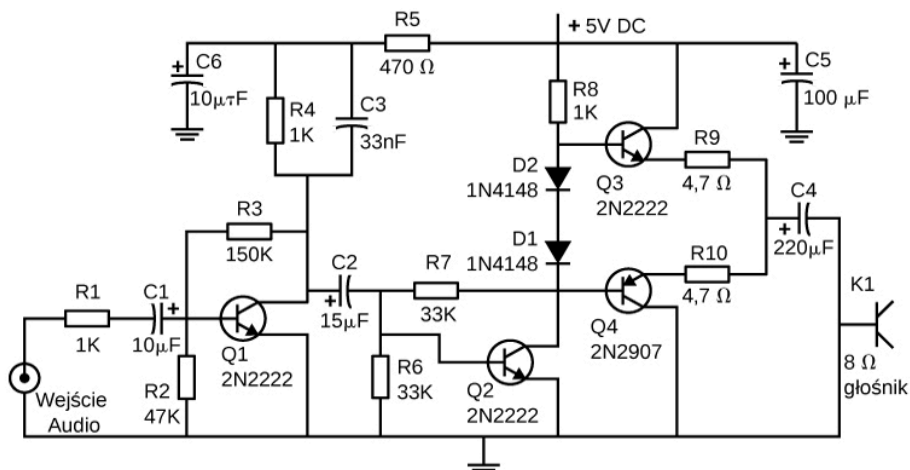 R5
470 Ω
+ 5V DC
+ C6
10μτF
R4
1K
C3
33nF
R8
1K
+ C5
100 μF
D2
1N4148
Q3
2N2222
R9
4,7 Ω
R3
150K
D1
1N4148
C4
+
220μF
R1
1K
C1
+
10μF
C2
+
15μF
R7
33K
R10
4,7 Ω
K1
Q1
2N2222
Q4
2N2907
R2
47K
R6
33K
Q2
2N2222
8 Ω
głośnik
Wejście
Audio